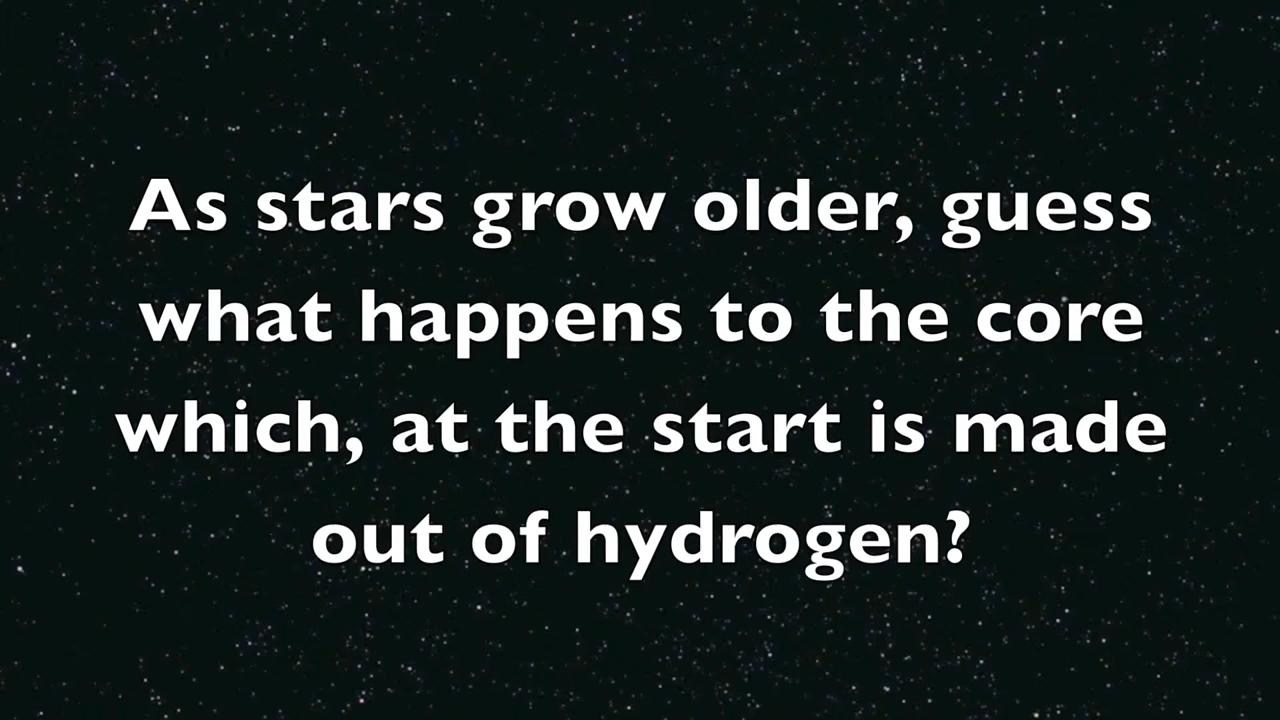 As stars grow older, guess
what happens to the core
which, at the start is made
out of hydrogen?